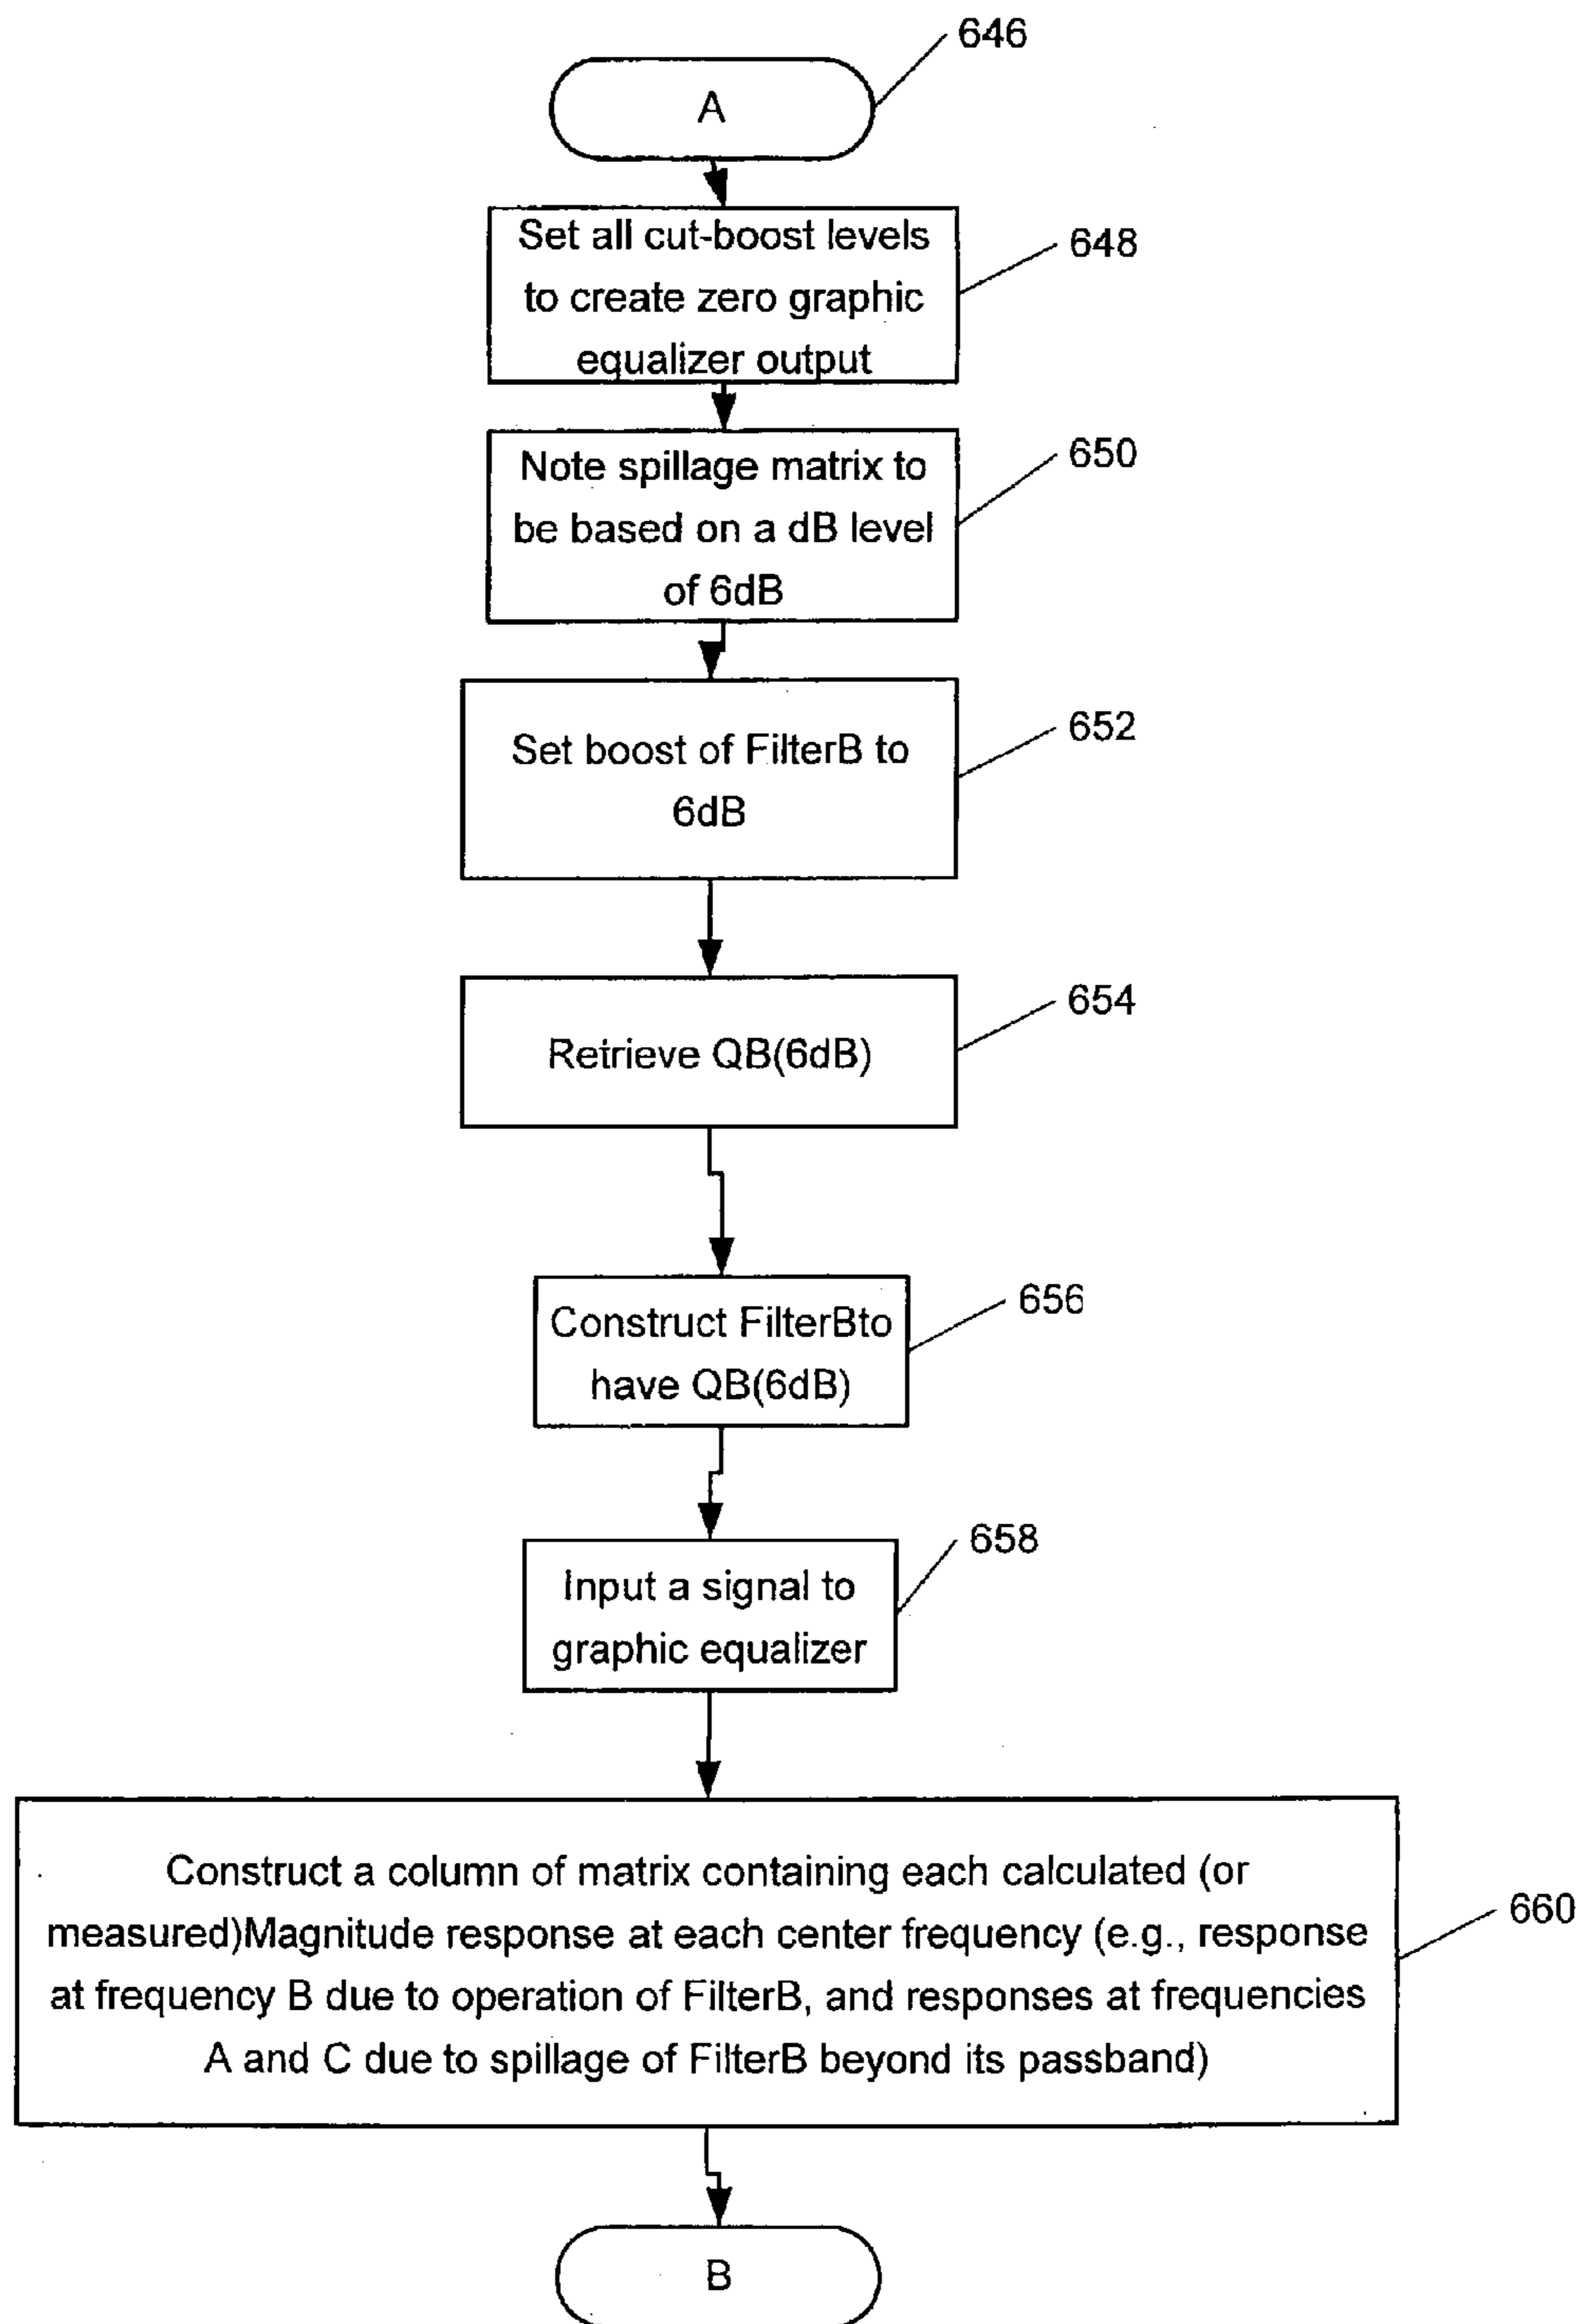 646
A
Set all cut-boost levels
to create zero graphic
equalizer output
648
Note spillage matrix to
be based on a dB level
of 6dB
650
Set boost of FilterB to
6dB
652
Retrieve QB(6dB)
654
Construct FilterBto
have QB(6dB)
656
Input a signal to
graphic equalizer
658
Construct a column of matrix containing each calculated (or
measured)Magnitude response at each center frequency (e.g., response
at frequency B due to operation of FilterB, and responses at frequencies
A and C due to spillage of FilterB beyond its passband)
660
B